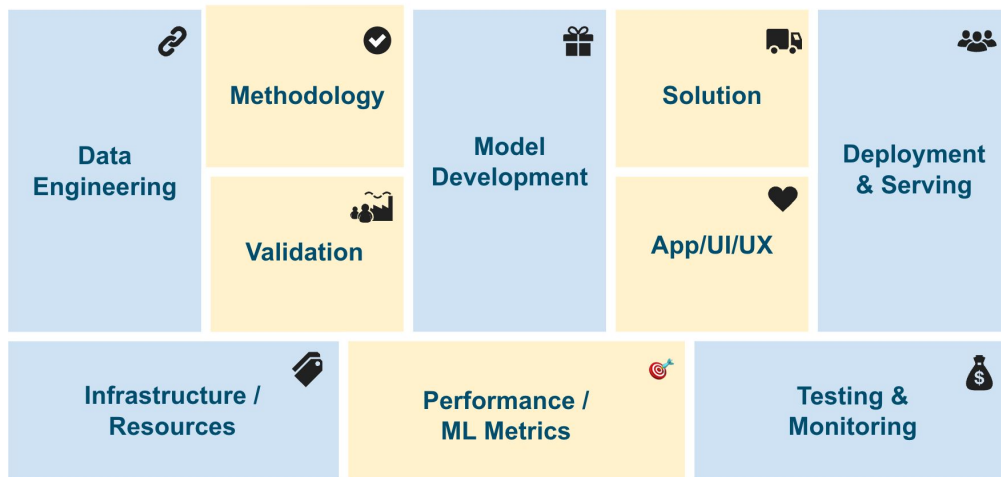 Data
Engineering
Methodology
Validation
Model
Development
Solution
App/UI/UX
Deployment
& Serving
Infrastructure /
Resources
Performance /
ML Metrics
Testing &
Monitoring
$